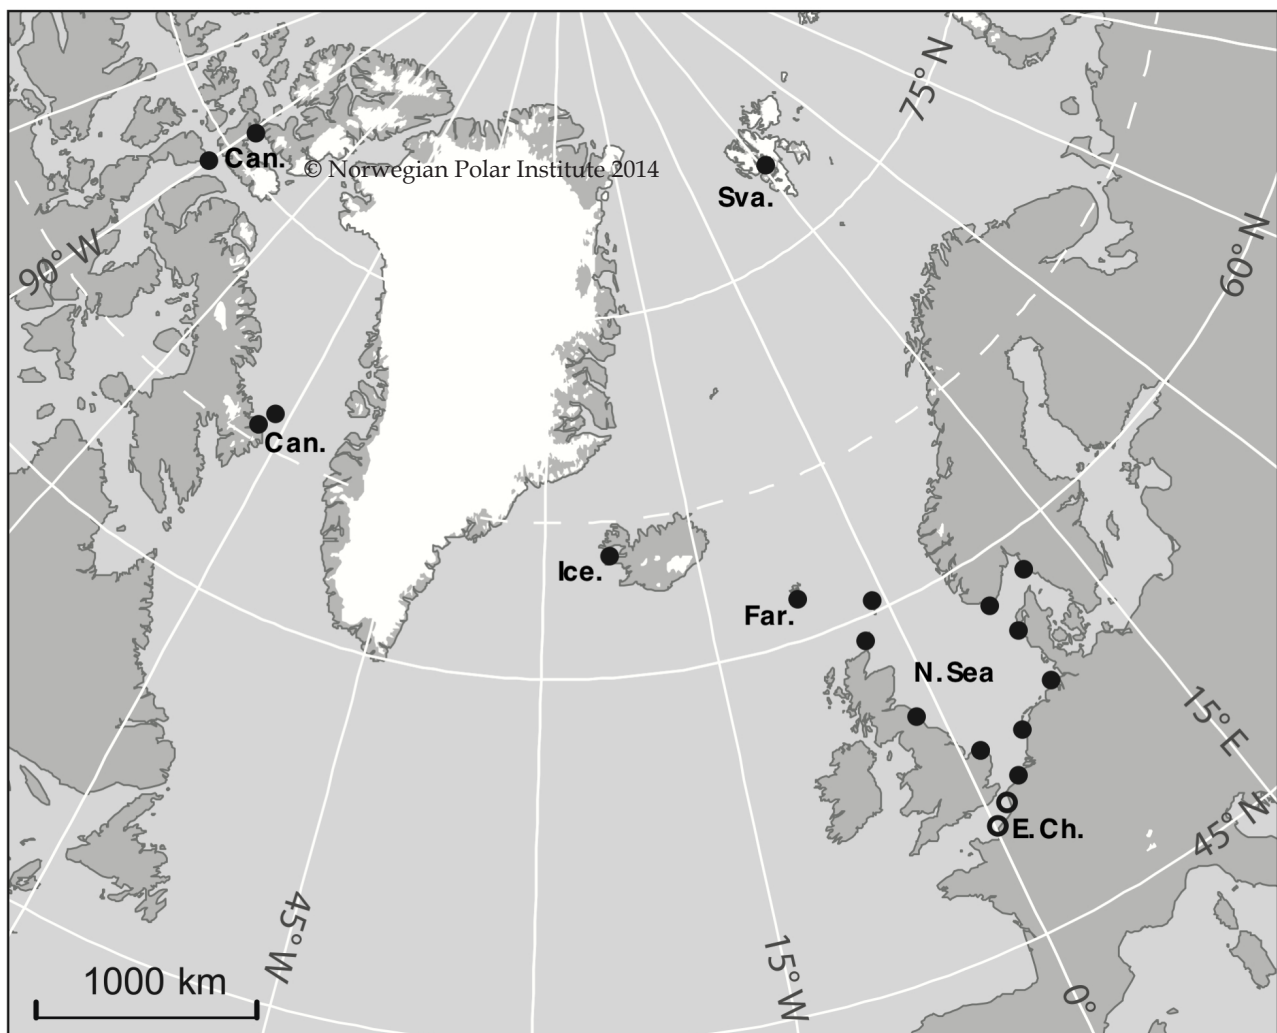 75° N
Can.
© Norwegian Polar Institute 2014
Sva.
90° W
60° N
Can.
Ice.
Far.
N. Sea
15° E
E. Ch.
45° N
45° W
15° W
1000 km
0°